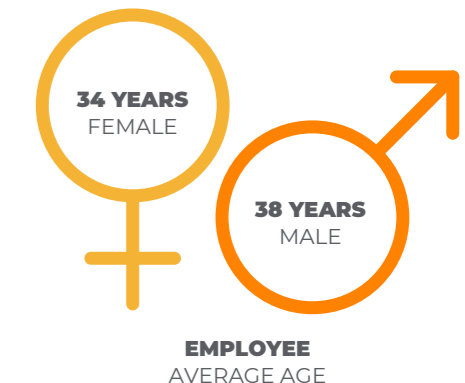 34 YEARS
FEMALE
38 YEARS
MALE
EMPLOYEE
AVERAGE AGE